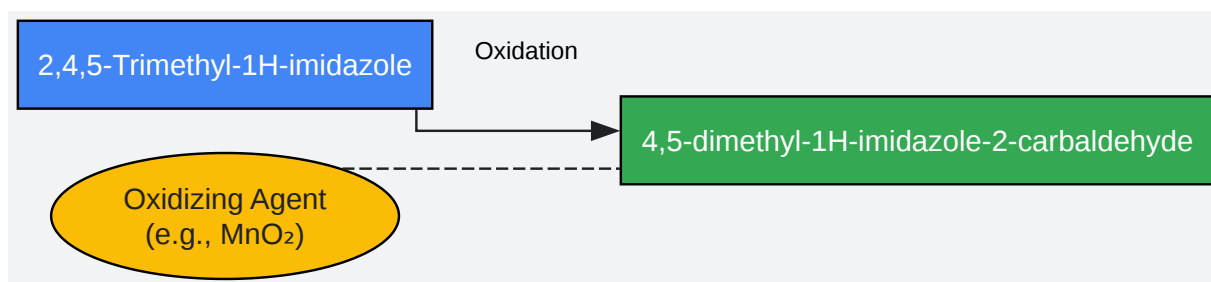 2,4,5-Trimethyl-1H-imidazole
Oxidation
4,5-dimethyl-1H-imidazole-2-carbaldehyde
Oxidizing Agent
(e.g., MnO₂)